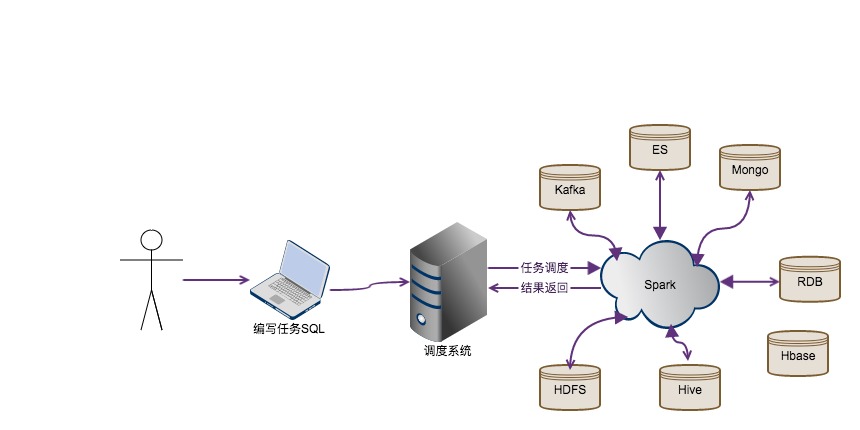 ES
Mongo
Kafka
任务调度
结果返回
Spark
RDB
编写任务SQL
调度系统
Hbase
HDFS
Hive